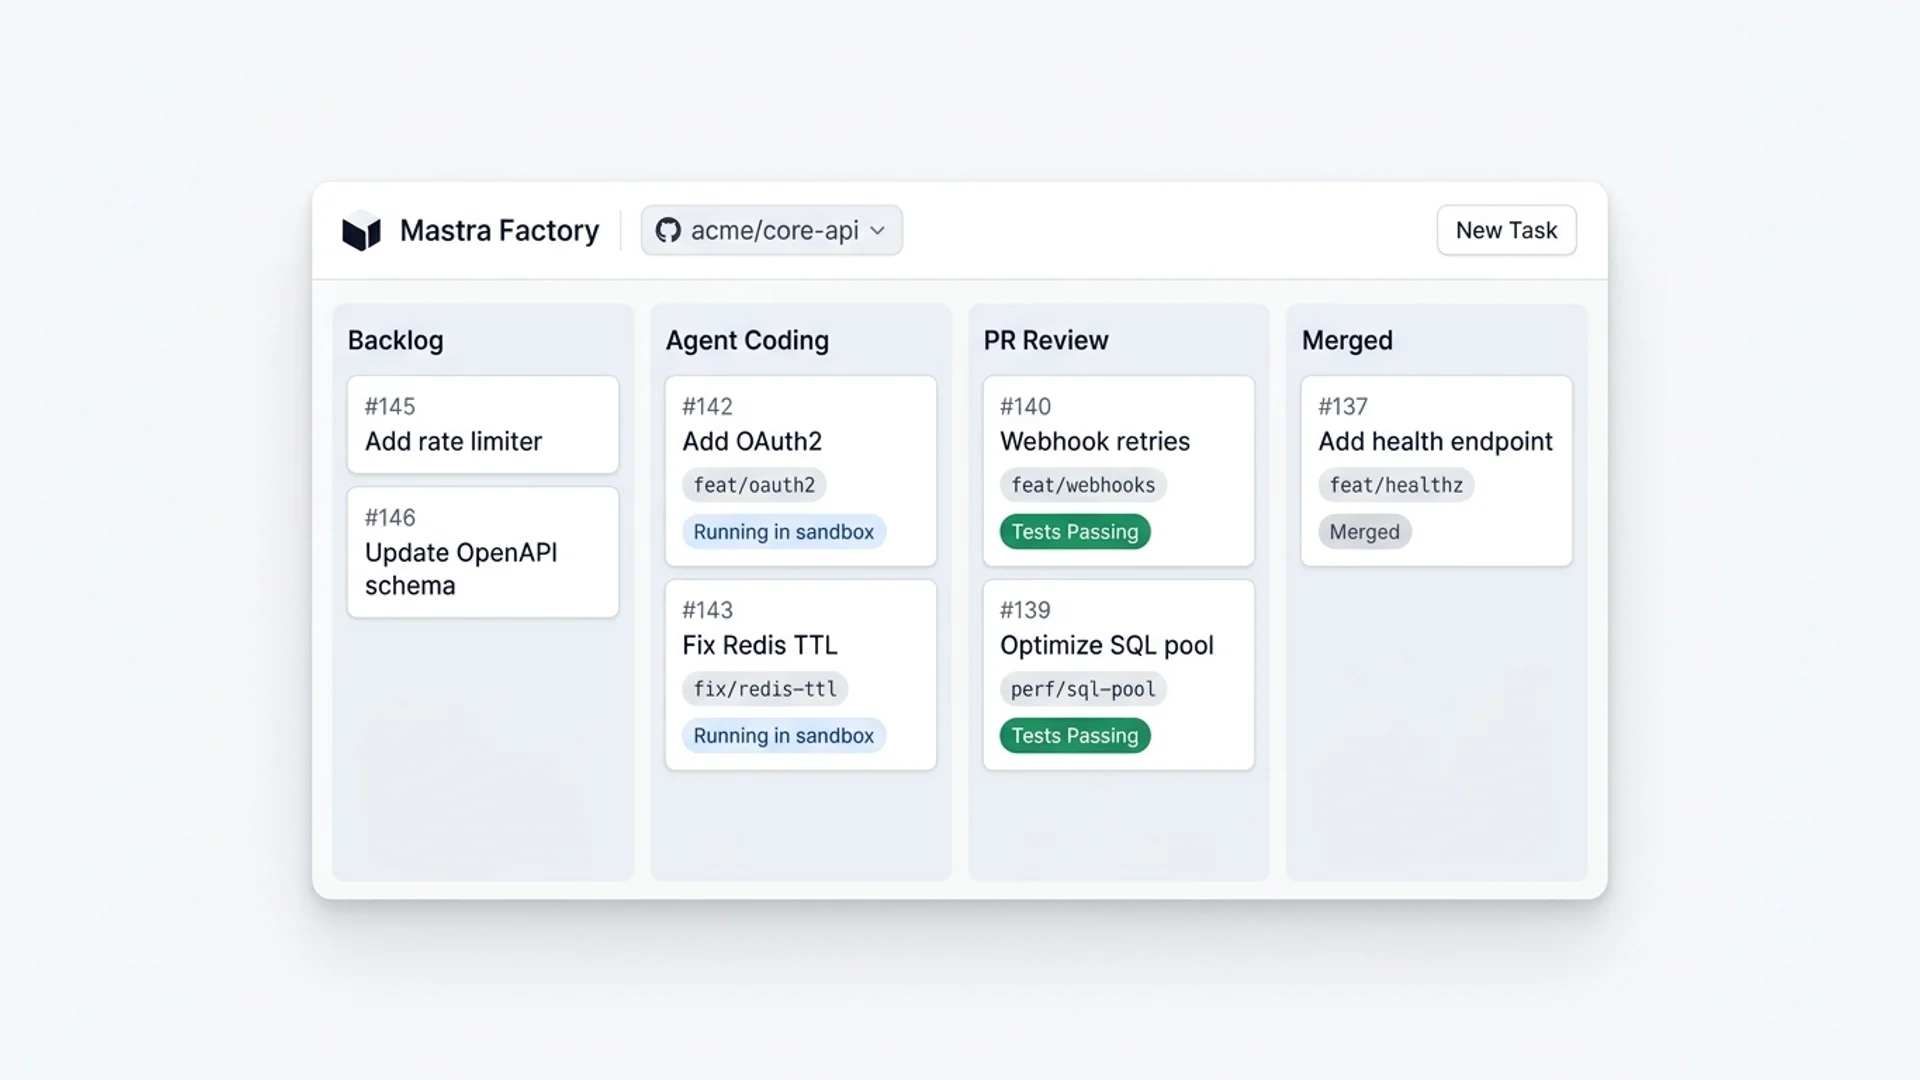 Mastra Factory
acme/core-api
New Task
Backlog
#145
Add rate limiter
#146
Update OpenAPI
schema
Agent Coding
#142
Add OAuth2
feat/oauth2
Running in sandbox
#143
Fix Redis TTL
fix/redis-ttl
Running in sandbox
PR Review
#140
Webhook retries
feat/webhooks
Tests Passing
#139
Optimize SQL pool
perf/sql-pool
Tests Passing
Merged
#137
Add health endpoint
feat/healthz
Merged